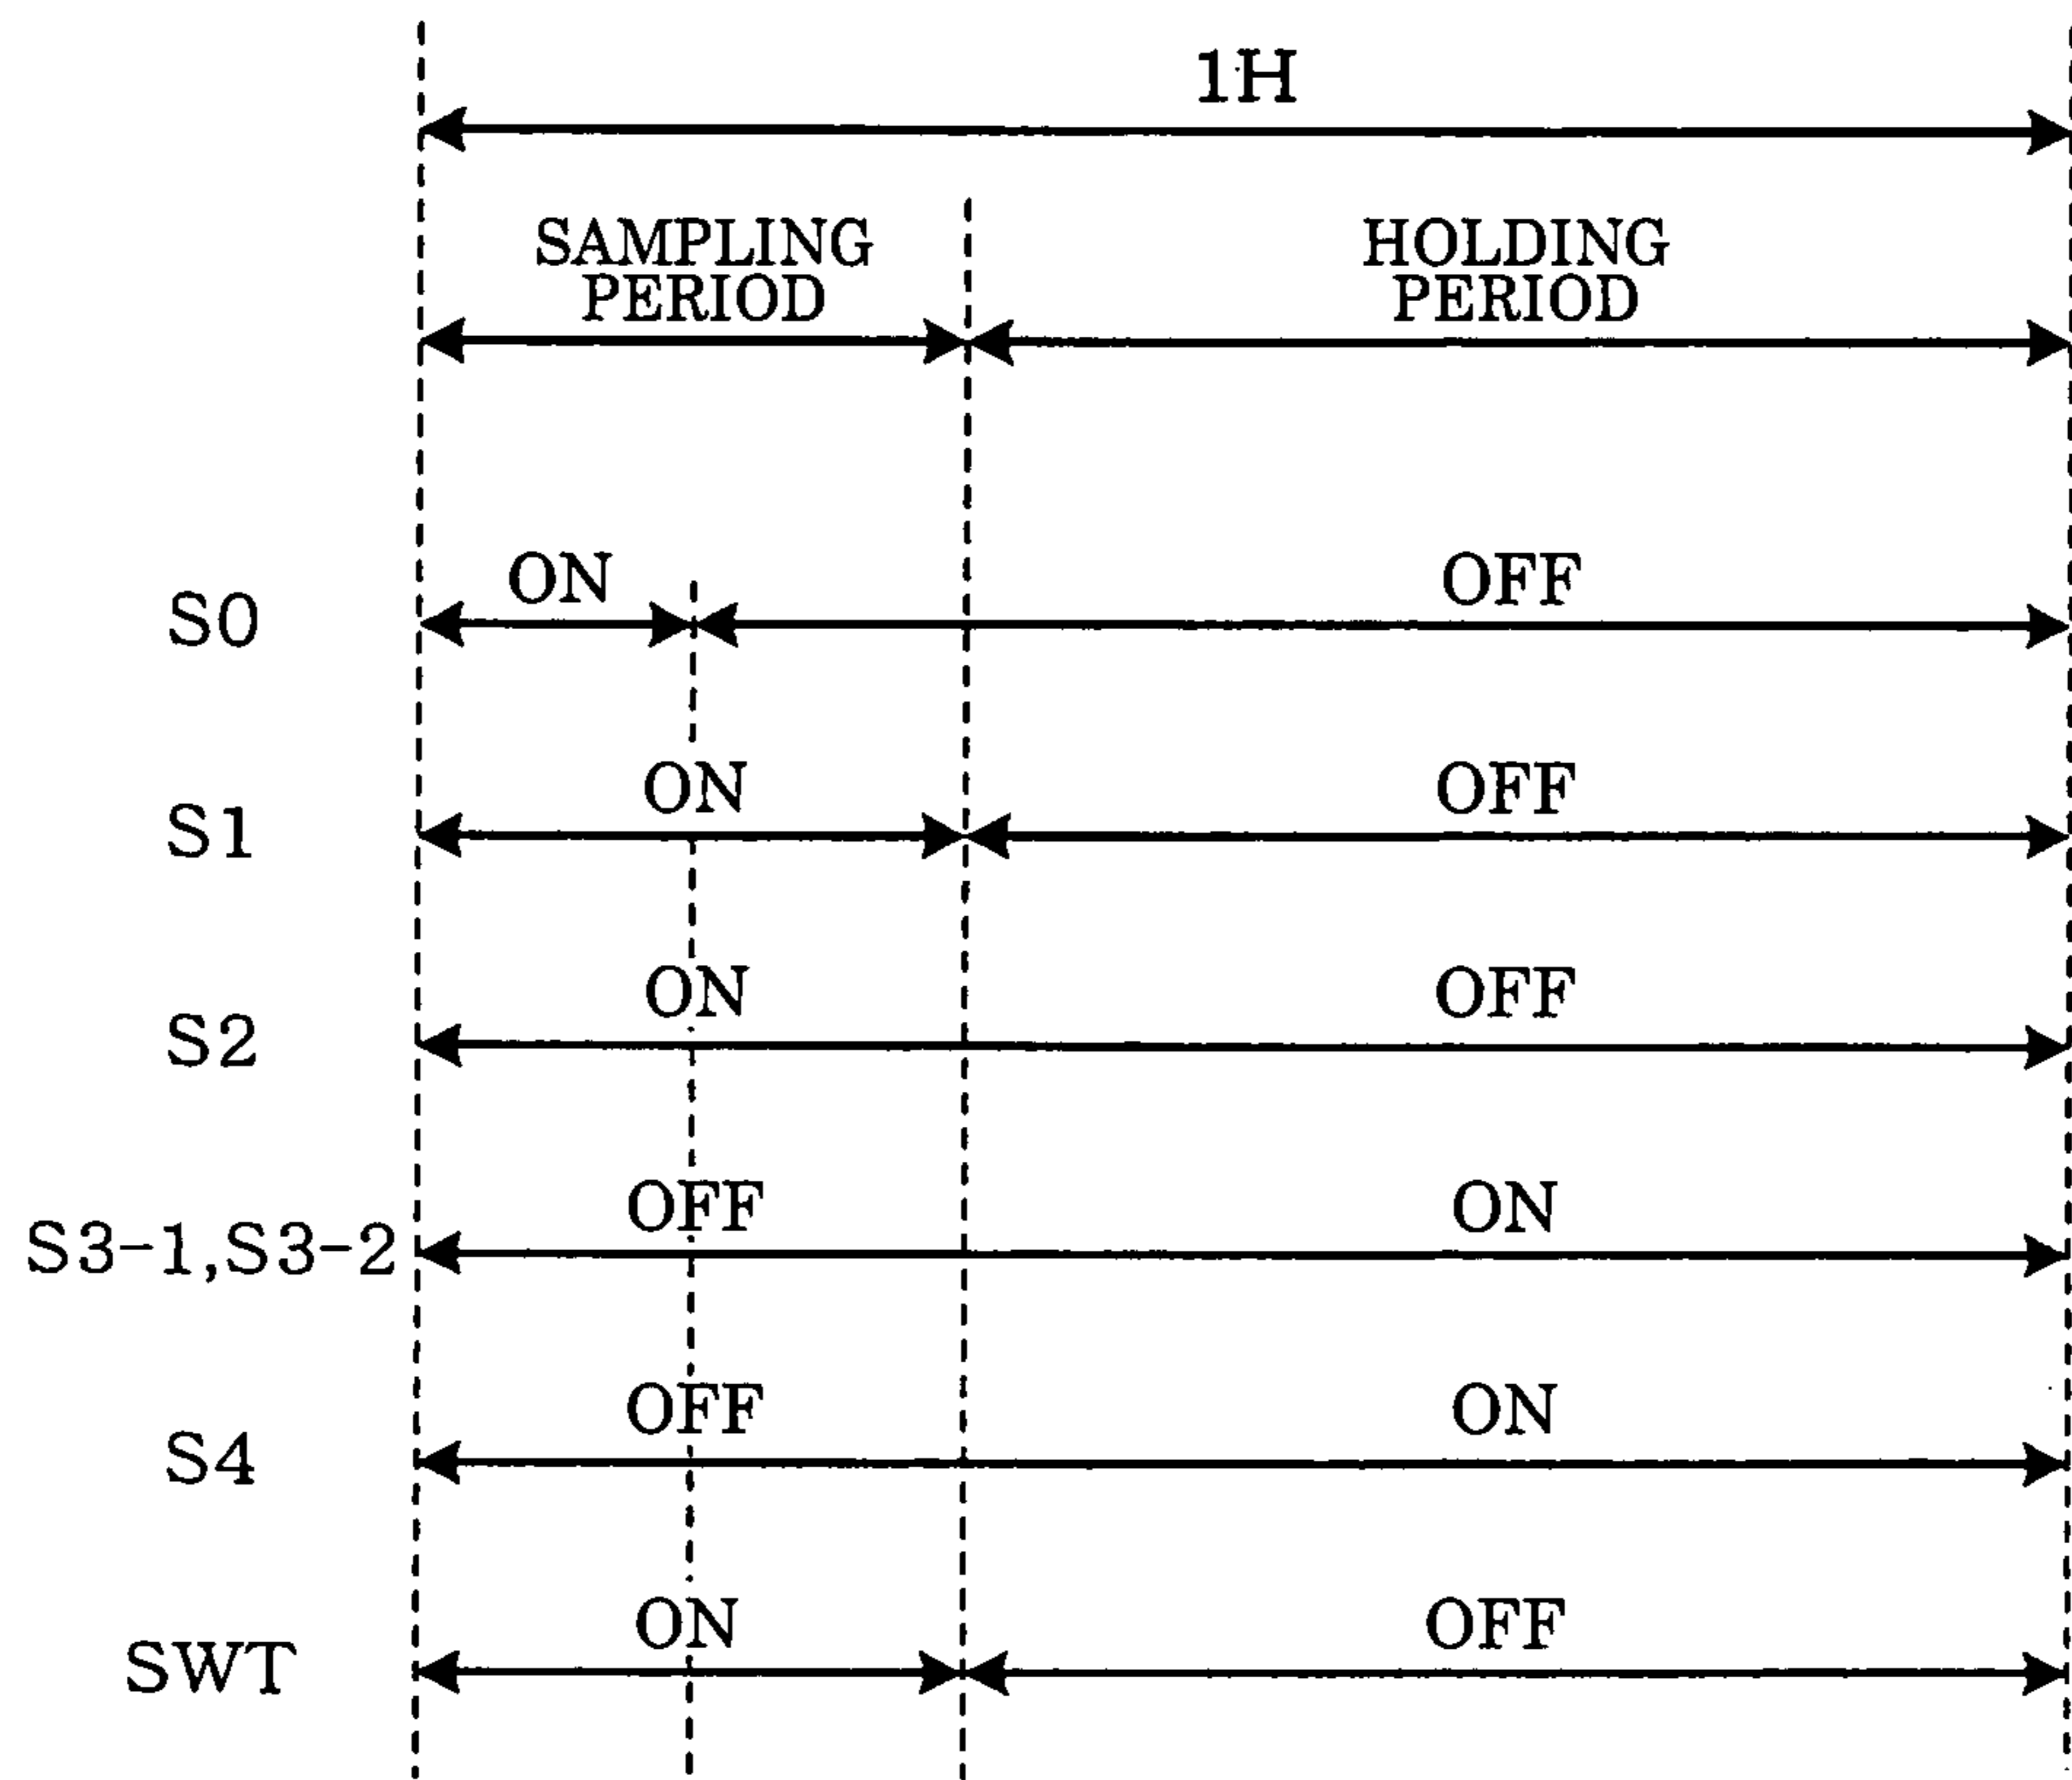 1H
SAMPLING
PERIOD
HOLDING
PERIOD
S0 ON OFF
S1 ON OFF
S2 ON OFF
S3-1,S3-2 OFF ON
S4 OFF ON
SWT ON OFF